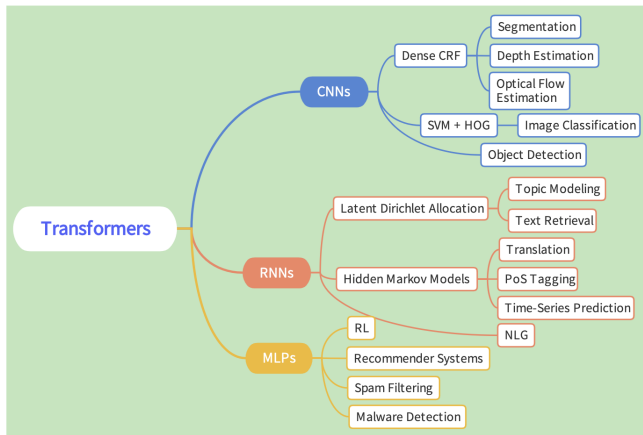 Transformers
CNNs
Dense CRF
Segmentation
Depth Estimation
Optical Flow
Estimation
SVM + HOG
Image Classification
Object Detection
RNNs
Latent Dirichlet Allocation
Topic Modeling
Text Retrieval
Hidden Markov Models
Translation
PoS Tagging
Time-Series Prediction
NLG
MLPs
RL
Recommender Systems
Spam Filtering
Malware Detection